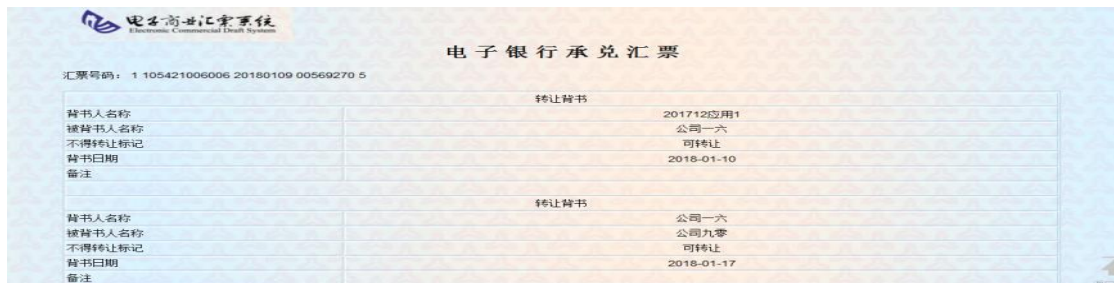 电子商业汇票系统
Electronic Commercial Draft System
电子银行承兑汇票
汇票号码： 1 105421006006 20180109 00569270 5
转让背书
背书人名称 201712应用1
被背书人名称 公司一六
不得转让标记 可转让
背书日期 2018-01-10
备注
转让背书
背书人名称 公司一六
被背书人名称 公司九零
不得转让标记 可转让
背书日期 2018-01-17
备注